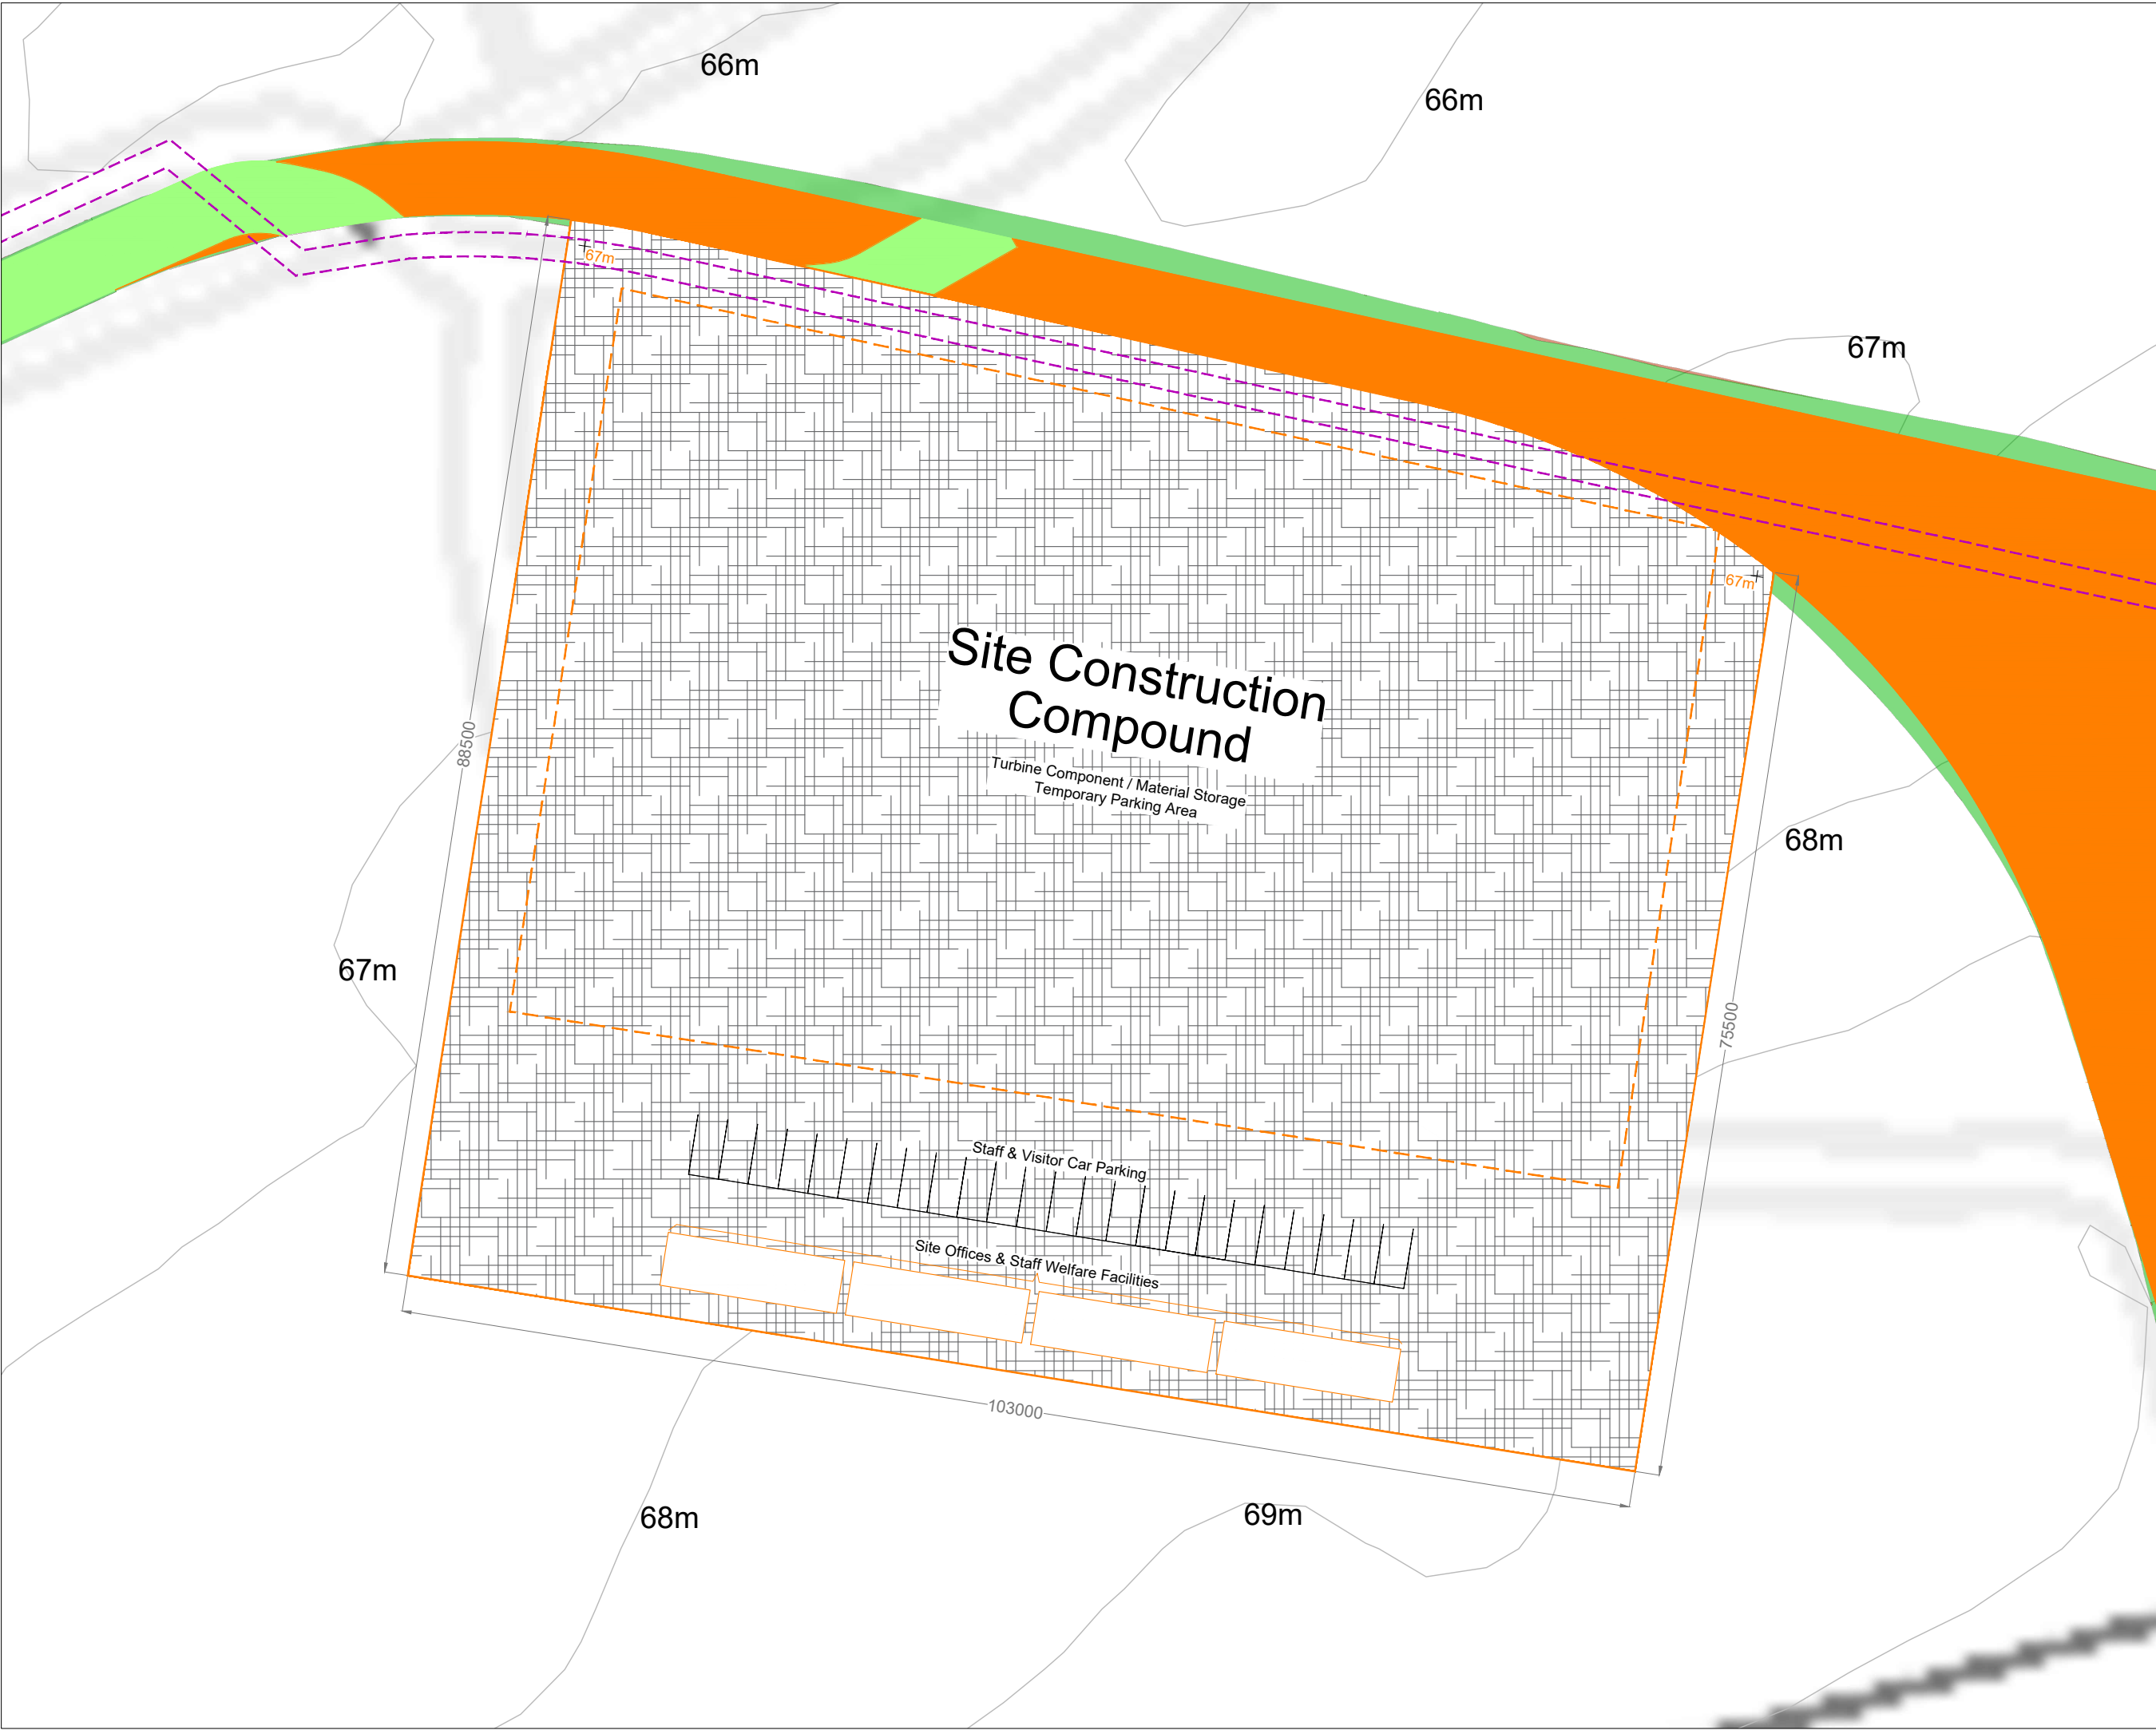 66m
66m
67m
67m
67m
Site Construction
Compound
Turbine Component / Material Storage
Temporary Parking Area
88500
68m
67m
75500
Staff & Visitor Car Parking
Site Offices & Staff Welfare Facilities
103000
68m
69m